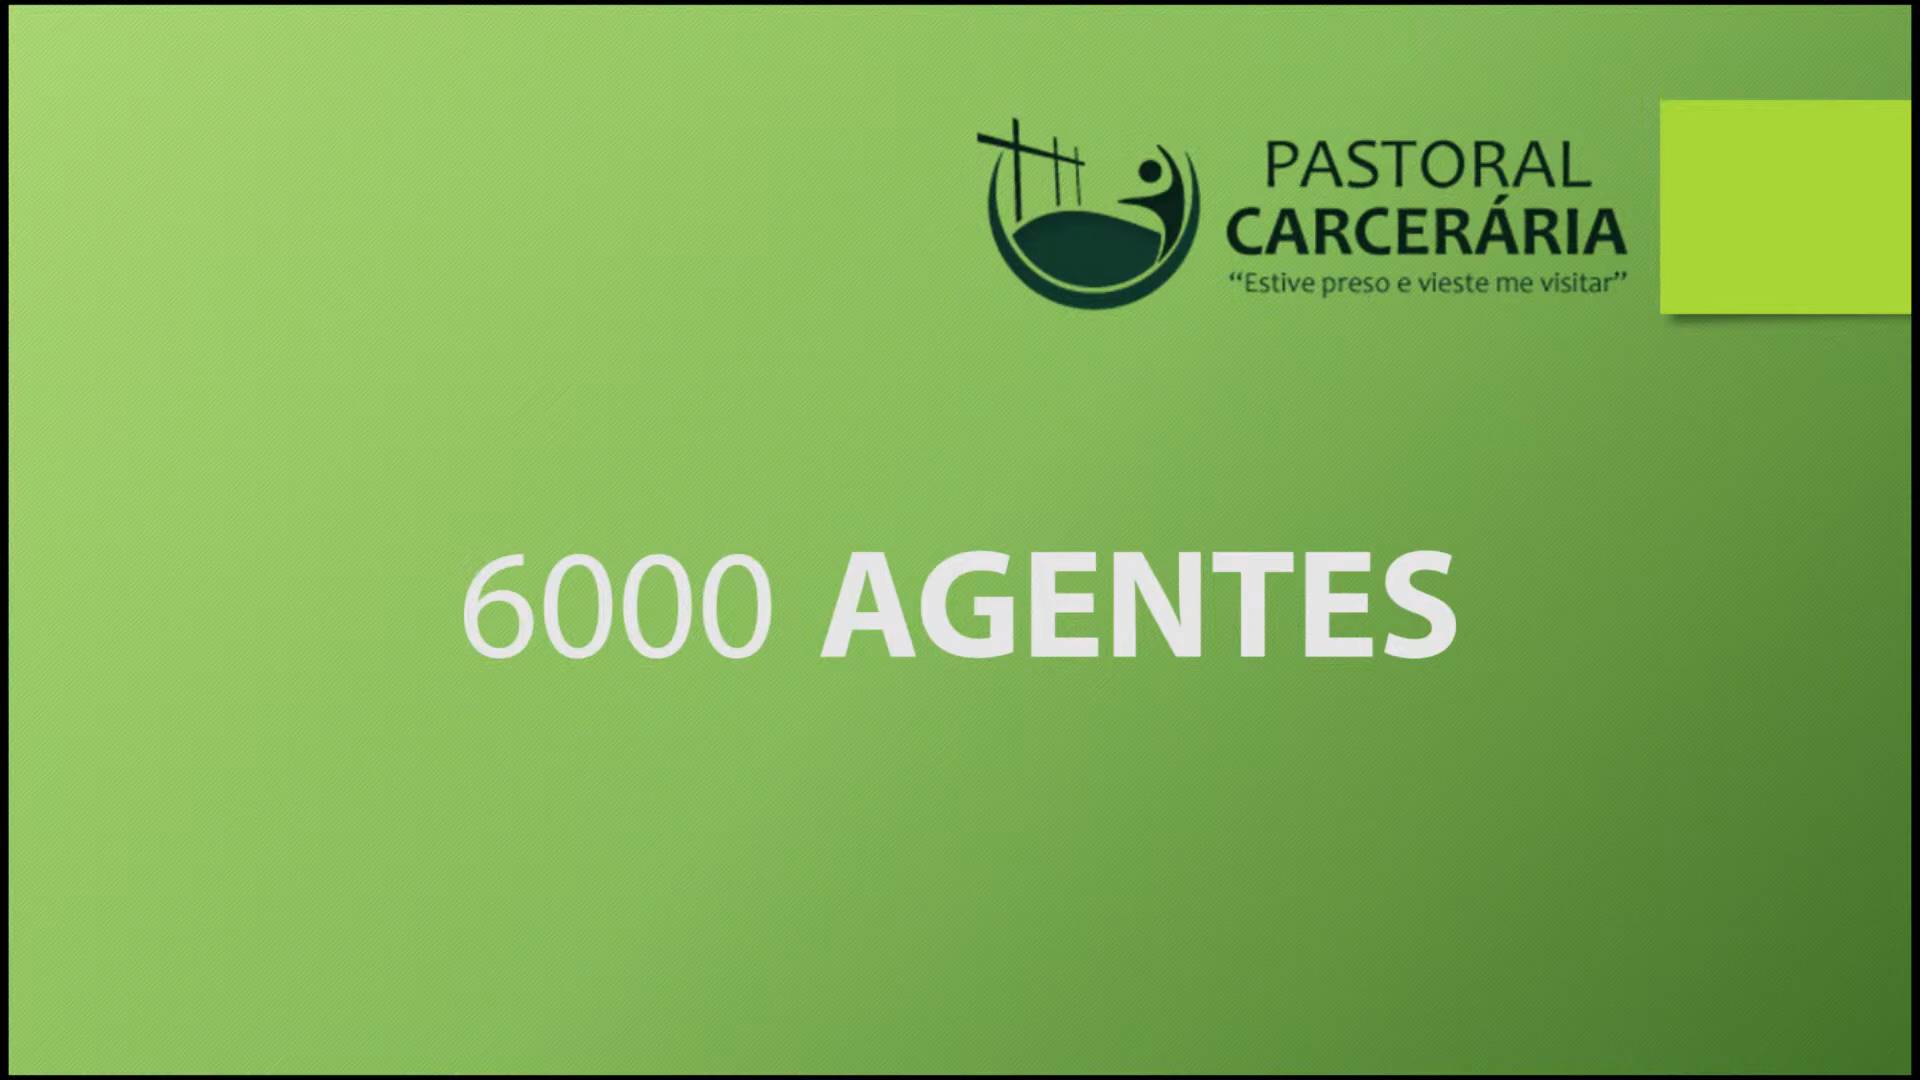 PASTORAL
CARCERÁRIA
“Estive preso e vieste me visitar”
6000 AGENTES